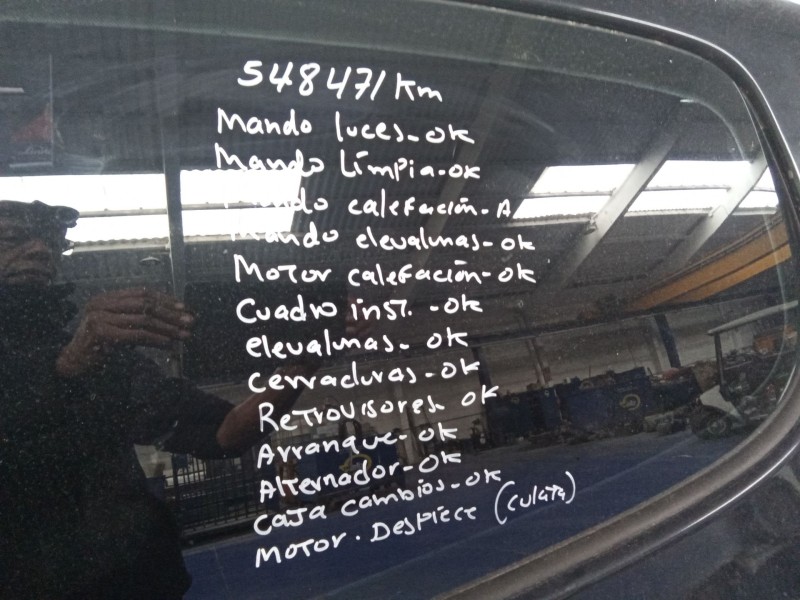 548471 Km
Mando luces-OK
Mando Limpia-OK
Mando calefación-A
Mando elevalunas-OK
Motor calefación-OK
Cuadro inst.-OK
elevalunas-OK
cerraduras-OK
Retrovisores OK
Arranque-OK
Alternador-OK
Caja cambios-OK
Motor. Despiece (culata)